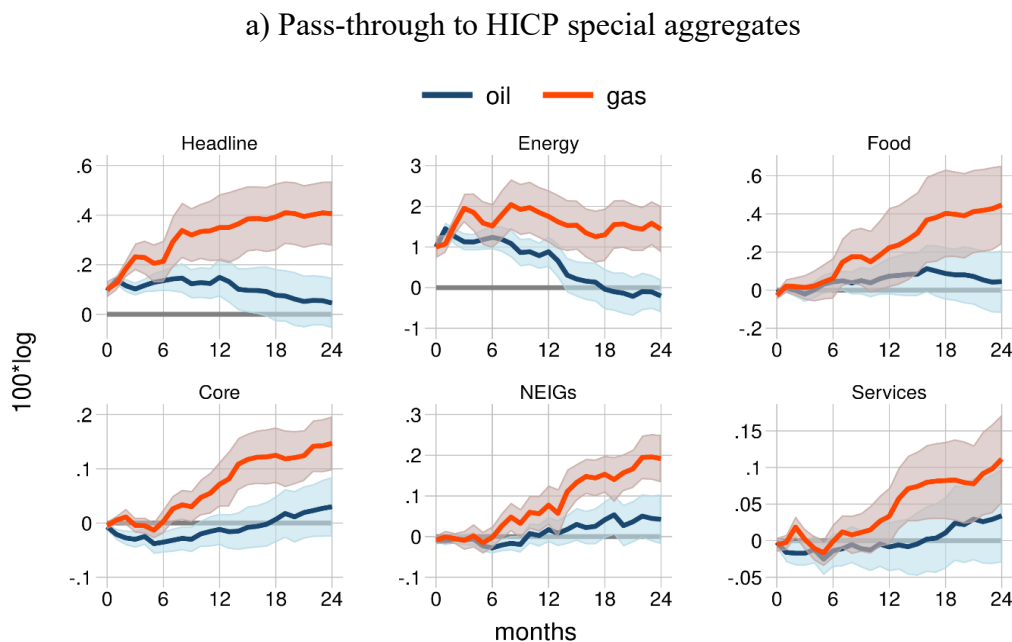 a) Pass-through to HICP special aggregates
oil gas
Headline Energy Food
.6 3 .6
.4 2 .4
.2 1 .2
0 0 0
-1 -.2
0 6 12 18 24 0 6 12 18 24 0 6 12 18 24
100*log
Core NEIGs Services
.2 .3 .15
.1 .2 .1
0 .1 .05
-.1 0 0
-.1 -.05
0 6 12 18 24 0 6 12 18 24 0 6 12 18 24
months